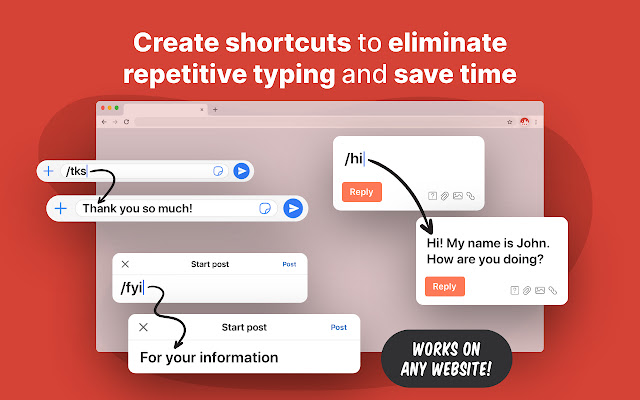 Create shortcuts to eliminate
repetitive typing and save time
/tks
Thank you so much!
/hi
Reply
Hi! My name is John.
How are you doing?
Reply
Start post
Post
/fyi
Start post
Post
For your information
WORKS ON
ANY WEBSITE!